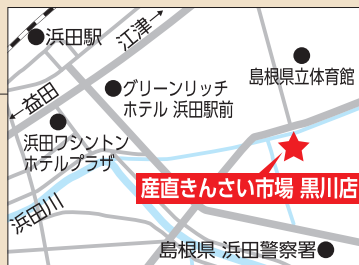 浜田駅
江津→
島根県立体育館
グリーンリッチ
ホテル 浜田駅前
←益田
浜田ワシントン
ホテルプラザ
産直きんさい市場 黒川店
浜田川
島根県 浜田警察署